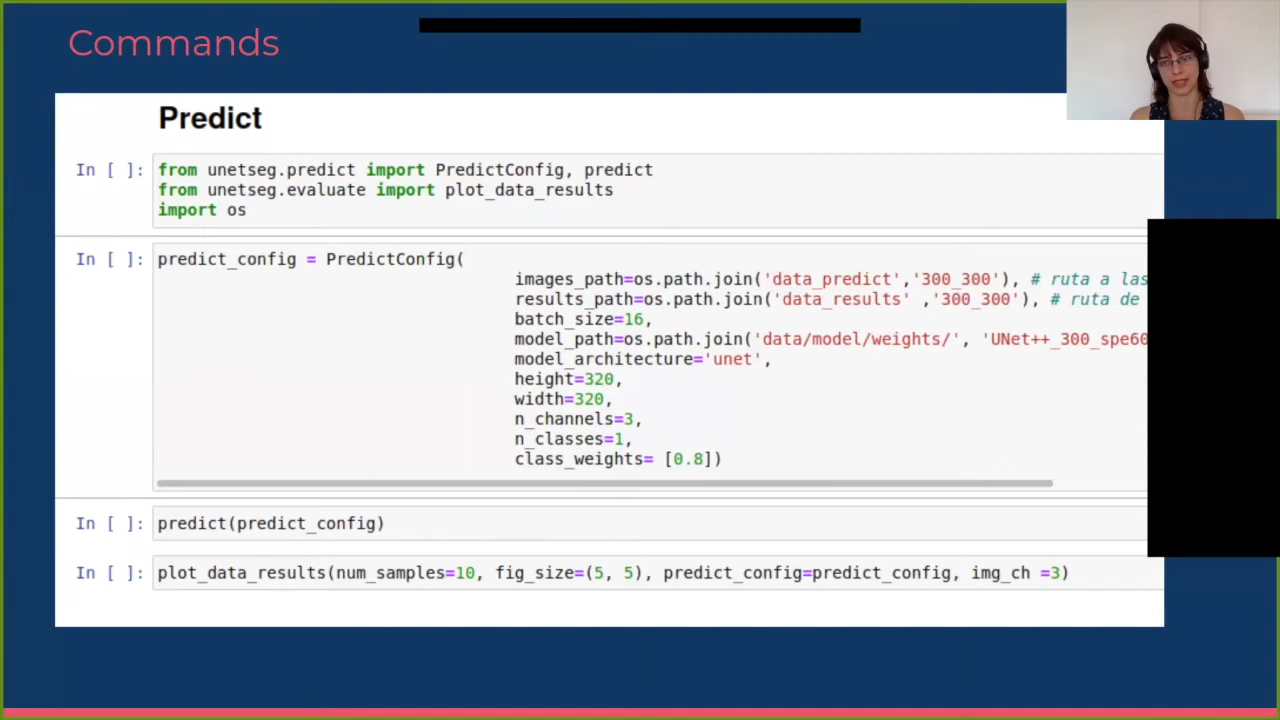 Commands
Predict
In [ ]: from unetseg.predict import PredictConfig, predict
from unetseg.evaluate import plot_data_results
import os
In [ ]: predict_config = PredictConfig(
images_path=os.path.join('data_predict','300_300'), # ruta a las
results_path=os.path.join('data_results' ,'300_300'), # ruta de
batch_size=16,
model_path=os.path.join('data/model/weights/', 'UNet++_300_spe60
model_architecture='unet',
height=320,
width=320,
n_channels=3,
n_classes=1,
class_weights= [0.8])
In [ ]: predict(predict_config)
In [ ]: plot_data_results(num_samples=10, fig_size=(5, 5), predict_config=predict_config, img_ch =3)